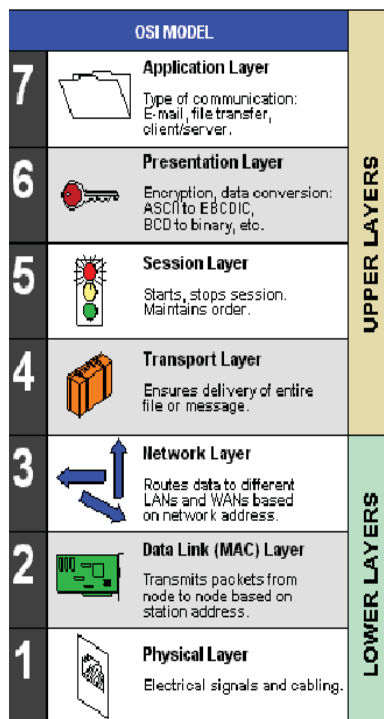 OSI MODEL
7
Application Layer
Type of communication:
E-mail, file transfer,
client/server.
6
Presentation Layer
Encryption, data conversion:
ASCII to EBCDIC,
BCD to binary, etc.
5
Session Layer
Starts, stops session.
Maintains order.
4
Transport Layer
Ensures delivery of entire
file or message.
UPPER LAYERS
3
Network Layer
Routes data to different
LANs and WANs based
on network address.
2
Data Link (MAC) Layer
Transmits packets from
node to node based on
station address.
1
Physical Layer
Electrical signals and cabling.
LOWER LAYERS